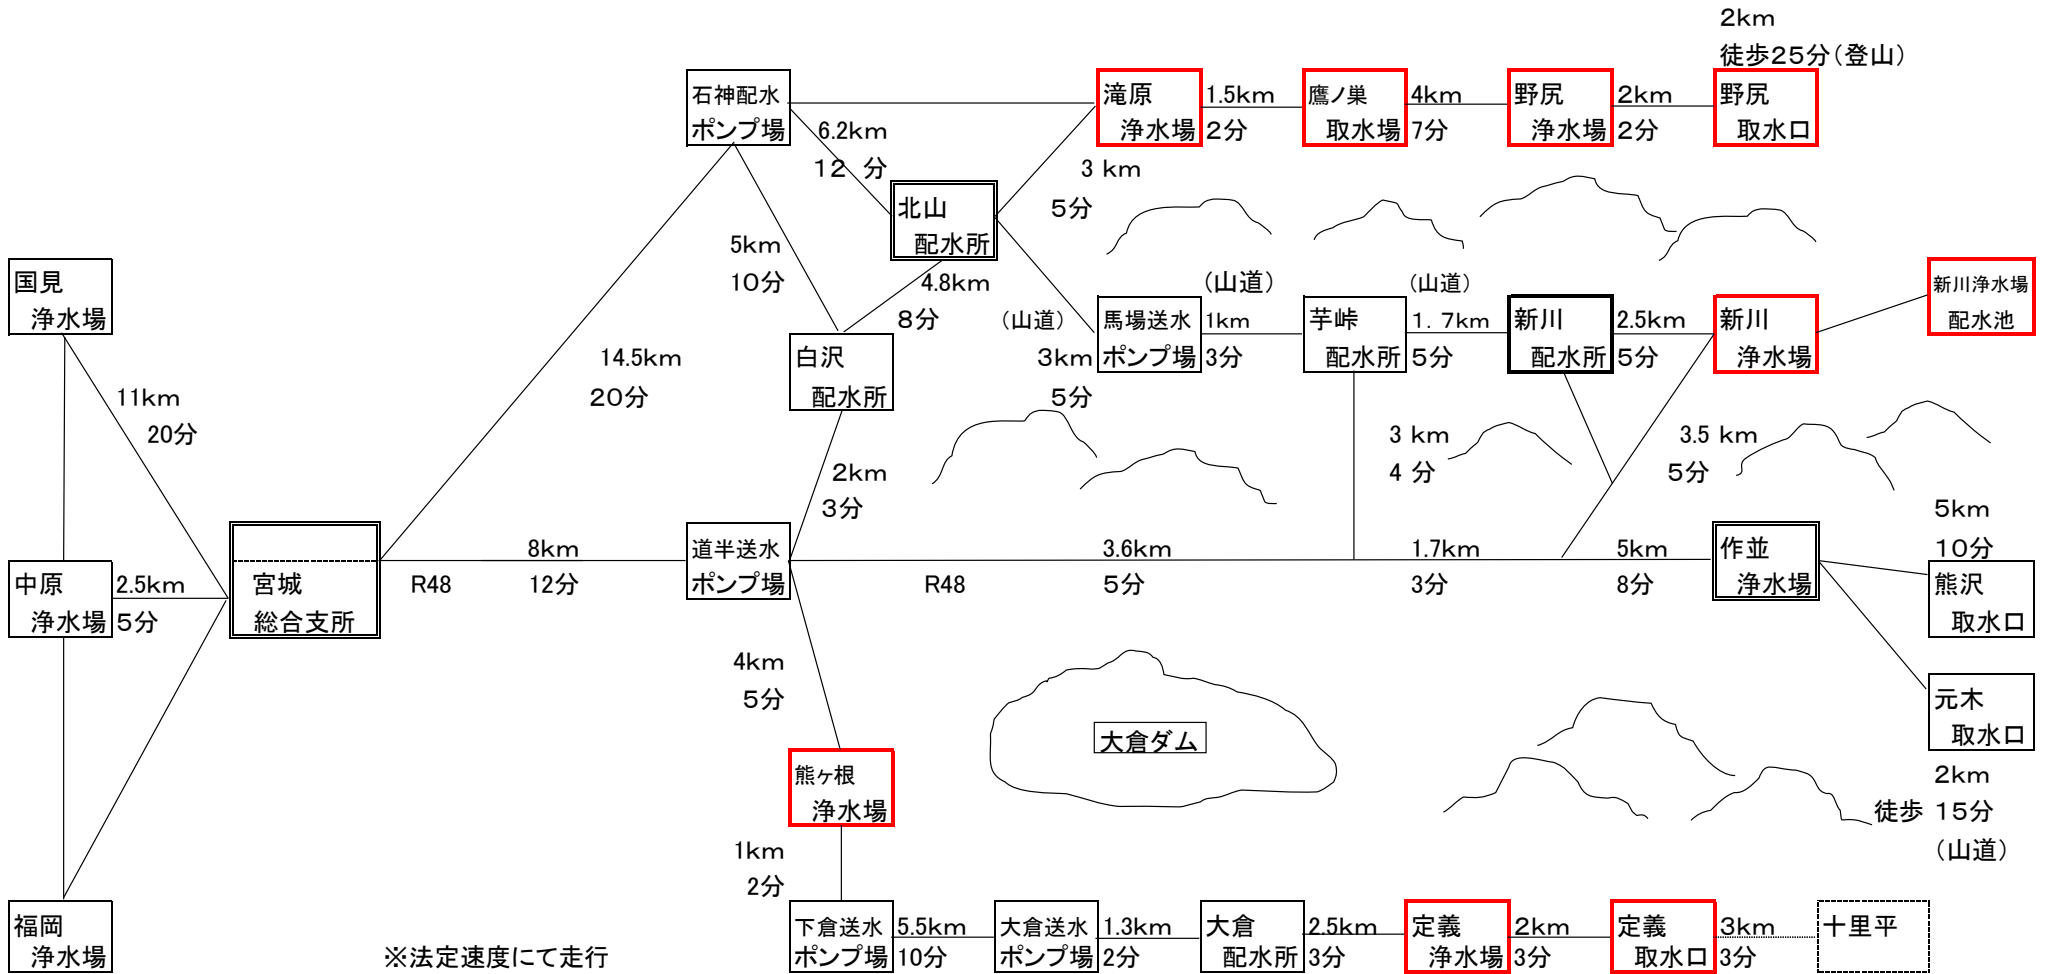 2km
徒歩25分(登山)
石神配水
ポンプ場
滝原
浄水場
1.5km
2分
鷹ノ巣
取水場
4km
7分
野尻
浄水場
2km
2分
野尻
取水口
6.2km
12 分
3 km
5分
北山
配水所
5km
10分
4.8km
8分
国見
浄水場
(山道)
3km
5分
馬場送水
ポンプ場
(山道)
1km
3分
芋峠
配水所
(山道)
1.7km
5分
新川
配水所
2.5km
5分
新川
浄水場
新川浄水場
配水池
白沢
配水所
14.5km
20分
11km
20分
2km
3分
3 km
4 分
3.5 km
5分
5km
10分
中原
浄水場
2.5km
5分
宮城
総合支所
R48
8km
12分
道半送水
ポンプ場
R48
3.6km
5分
1.7km
3分
5km
8分
作並
浄水場
熊沢
取水口
4km
5分
大倉ダム
元木
取水口
2km
徒歩 15分
(山道)
熊ヶ根
浄水場
1km
2分
福岡
浄水場
※法定速度にて走行
下倉送水
ポンプ場
5.5km
10分
大倉送水
ポンプ場
1.3km
2分
大倉
配水所
2.5km
3分
定義
浄水場
2km
3分
定義
取水口
3km
3分
十里平